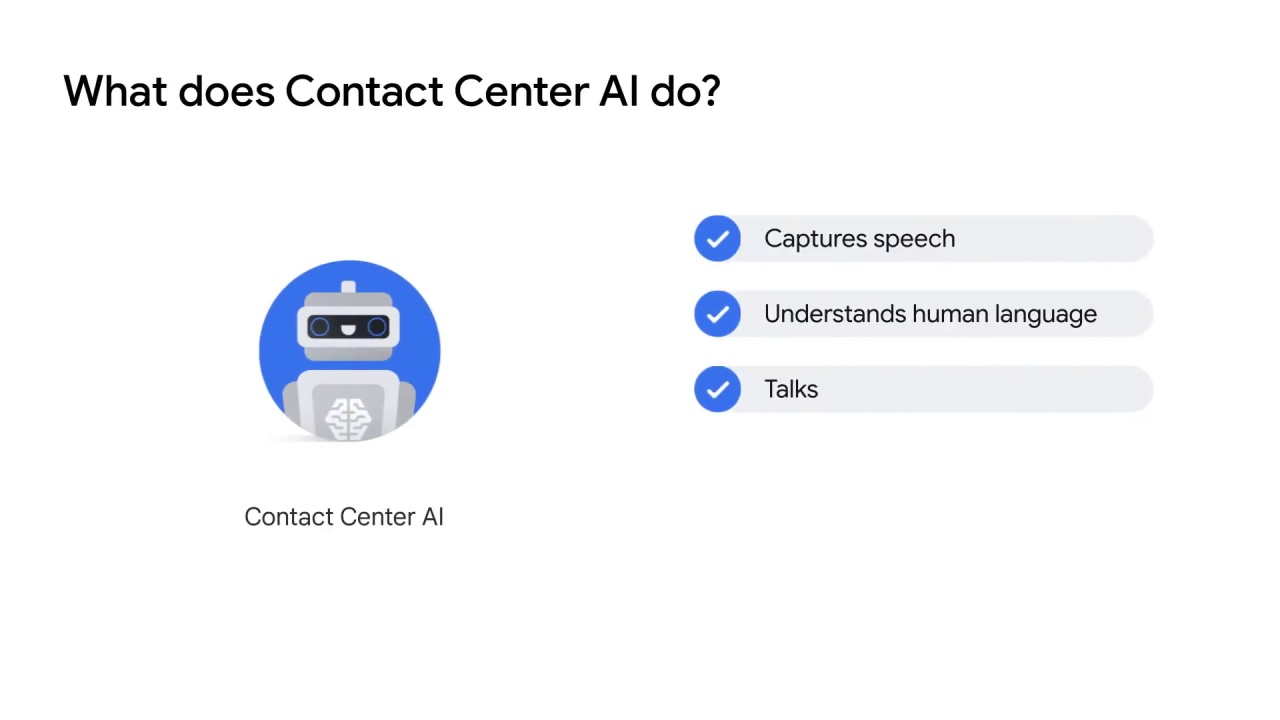 What does Contact Center AI do?
Captures speech
Understands human language
Talks
Contact Center AI